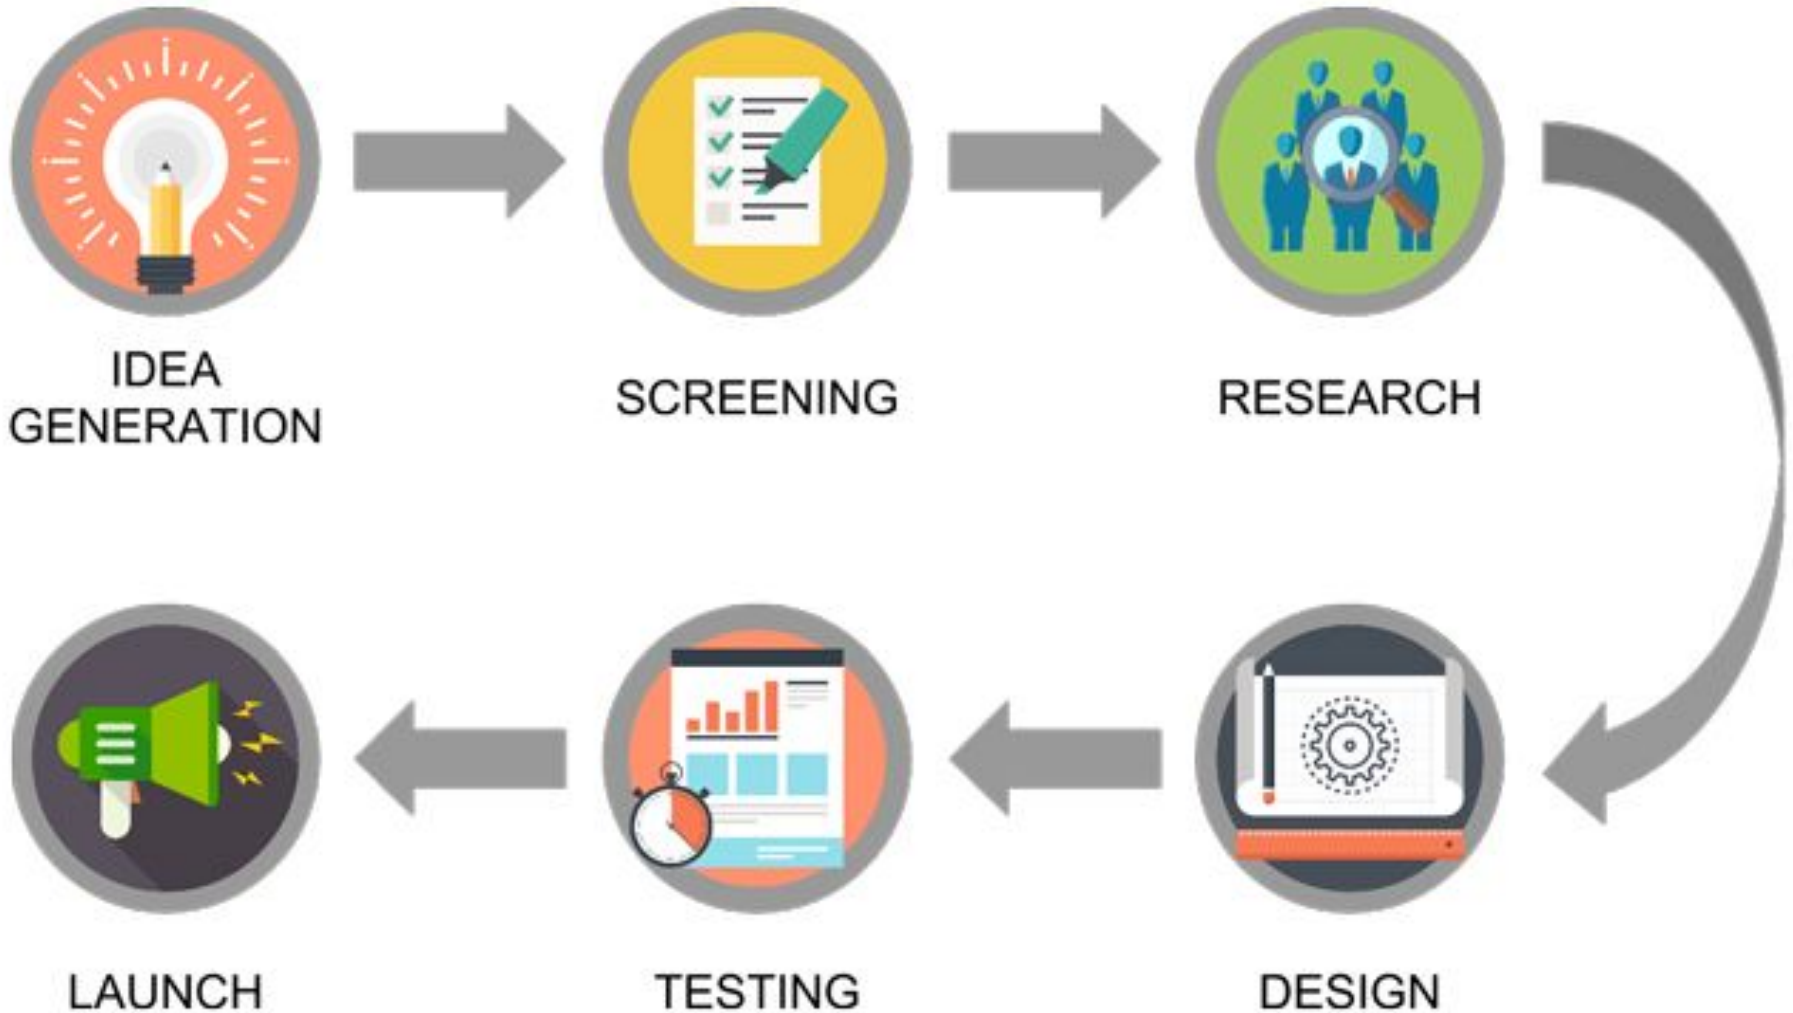 IDEA
GENERATION
SCREENING
RESEARCH
LAUNCH
TESTING
DESIGN